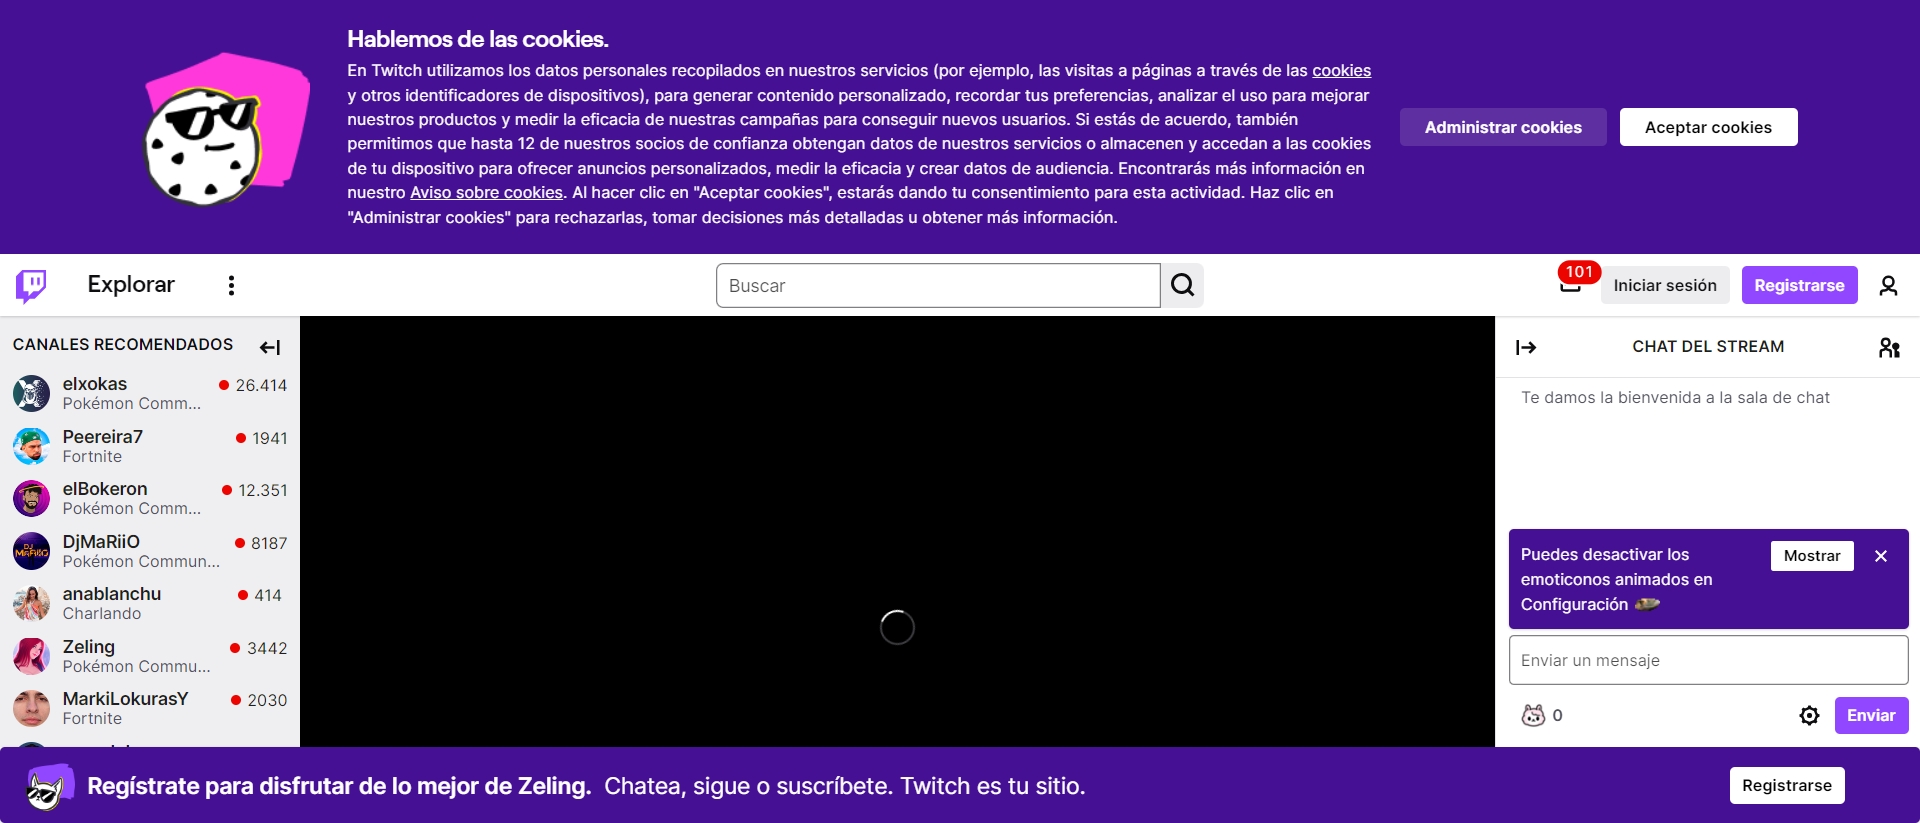 Hablemos de las cookies.
En Twitch utilizamos los datos personales recopilados en nuestros servicios (por ejemplo, las visitas a páginas a través de las cookies
y otros identificadores de dispositivos), para generar contenido personalizado, recordar tus preferencias, analizar el uso para mejorar
nuestros productos y medir la eficacia de nuestras campañas para conseguir nuevos usuarios. Si estás de acuerdo, también
permitimos que hasta 12 de nuestros socios de confianza obtengan datos de nuestros servicios o almacenen y accedan a las cookies
de tu dispositivo para ofrecer anuncios personalizados, medir la eficacia y crear datos de audiencia. Encontrarás más información en
nuestro Aviso sobre cookies. Al hacer clic en "Aceptar cookies", estarás dando tu consentimiento para esta actividad. Haz clic en
"Administrar cookies" para rechazarlas, tomar decisiones más detalladas u obtener más información.
Administrar cookies
Aceptar cookies
Explorar
Buscar
101
Iniciar sesión
Registrarse
CANALES RECOMENDADOS
elxokas 26.414
Pokémon Comm...
Peereira7 1941
Fortnite
elBokeron 12.351
Pokémon Comm...
DjMaRiiO 8187
Pokémon Commun...
anablanchu 414
Charlando
Zeling 3442
Pokémon Commu...
MarkiLokurasY 2030
Fortnite
CHAT DEL STREAM
Te damos la bienvenida a la sala de chat
Puedes desactivar los
emoticonos animados en
Configuración
Mostrar
Enviar un mensaje
0
Enviar
Regístrate para disfrutar de lo mejor de Zeling. Chatea, sigue o suscríbete. Twitch es tu sitio.
Registrarse